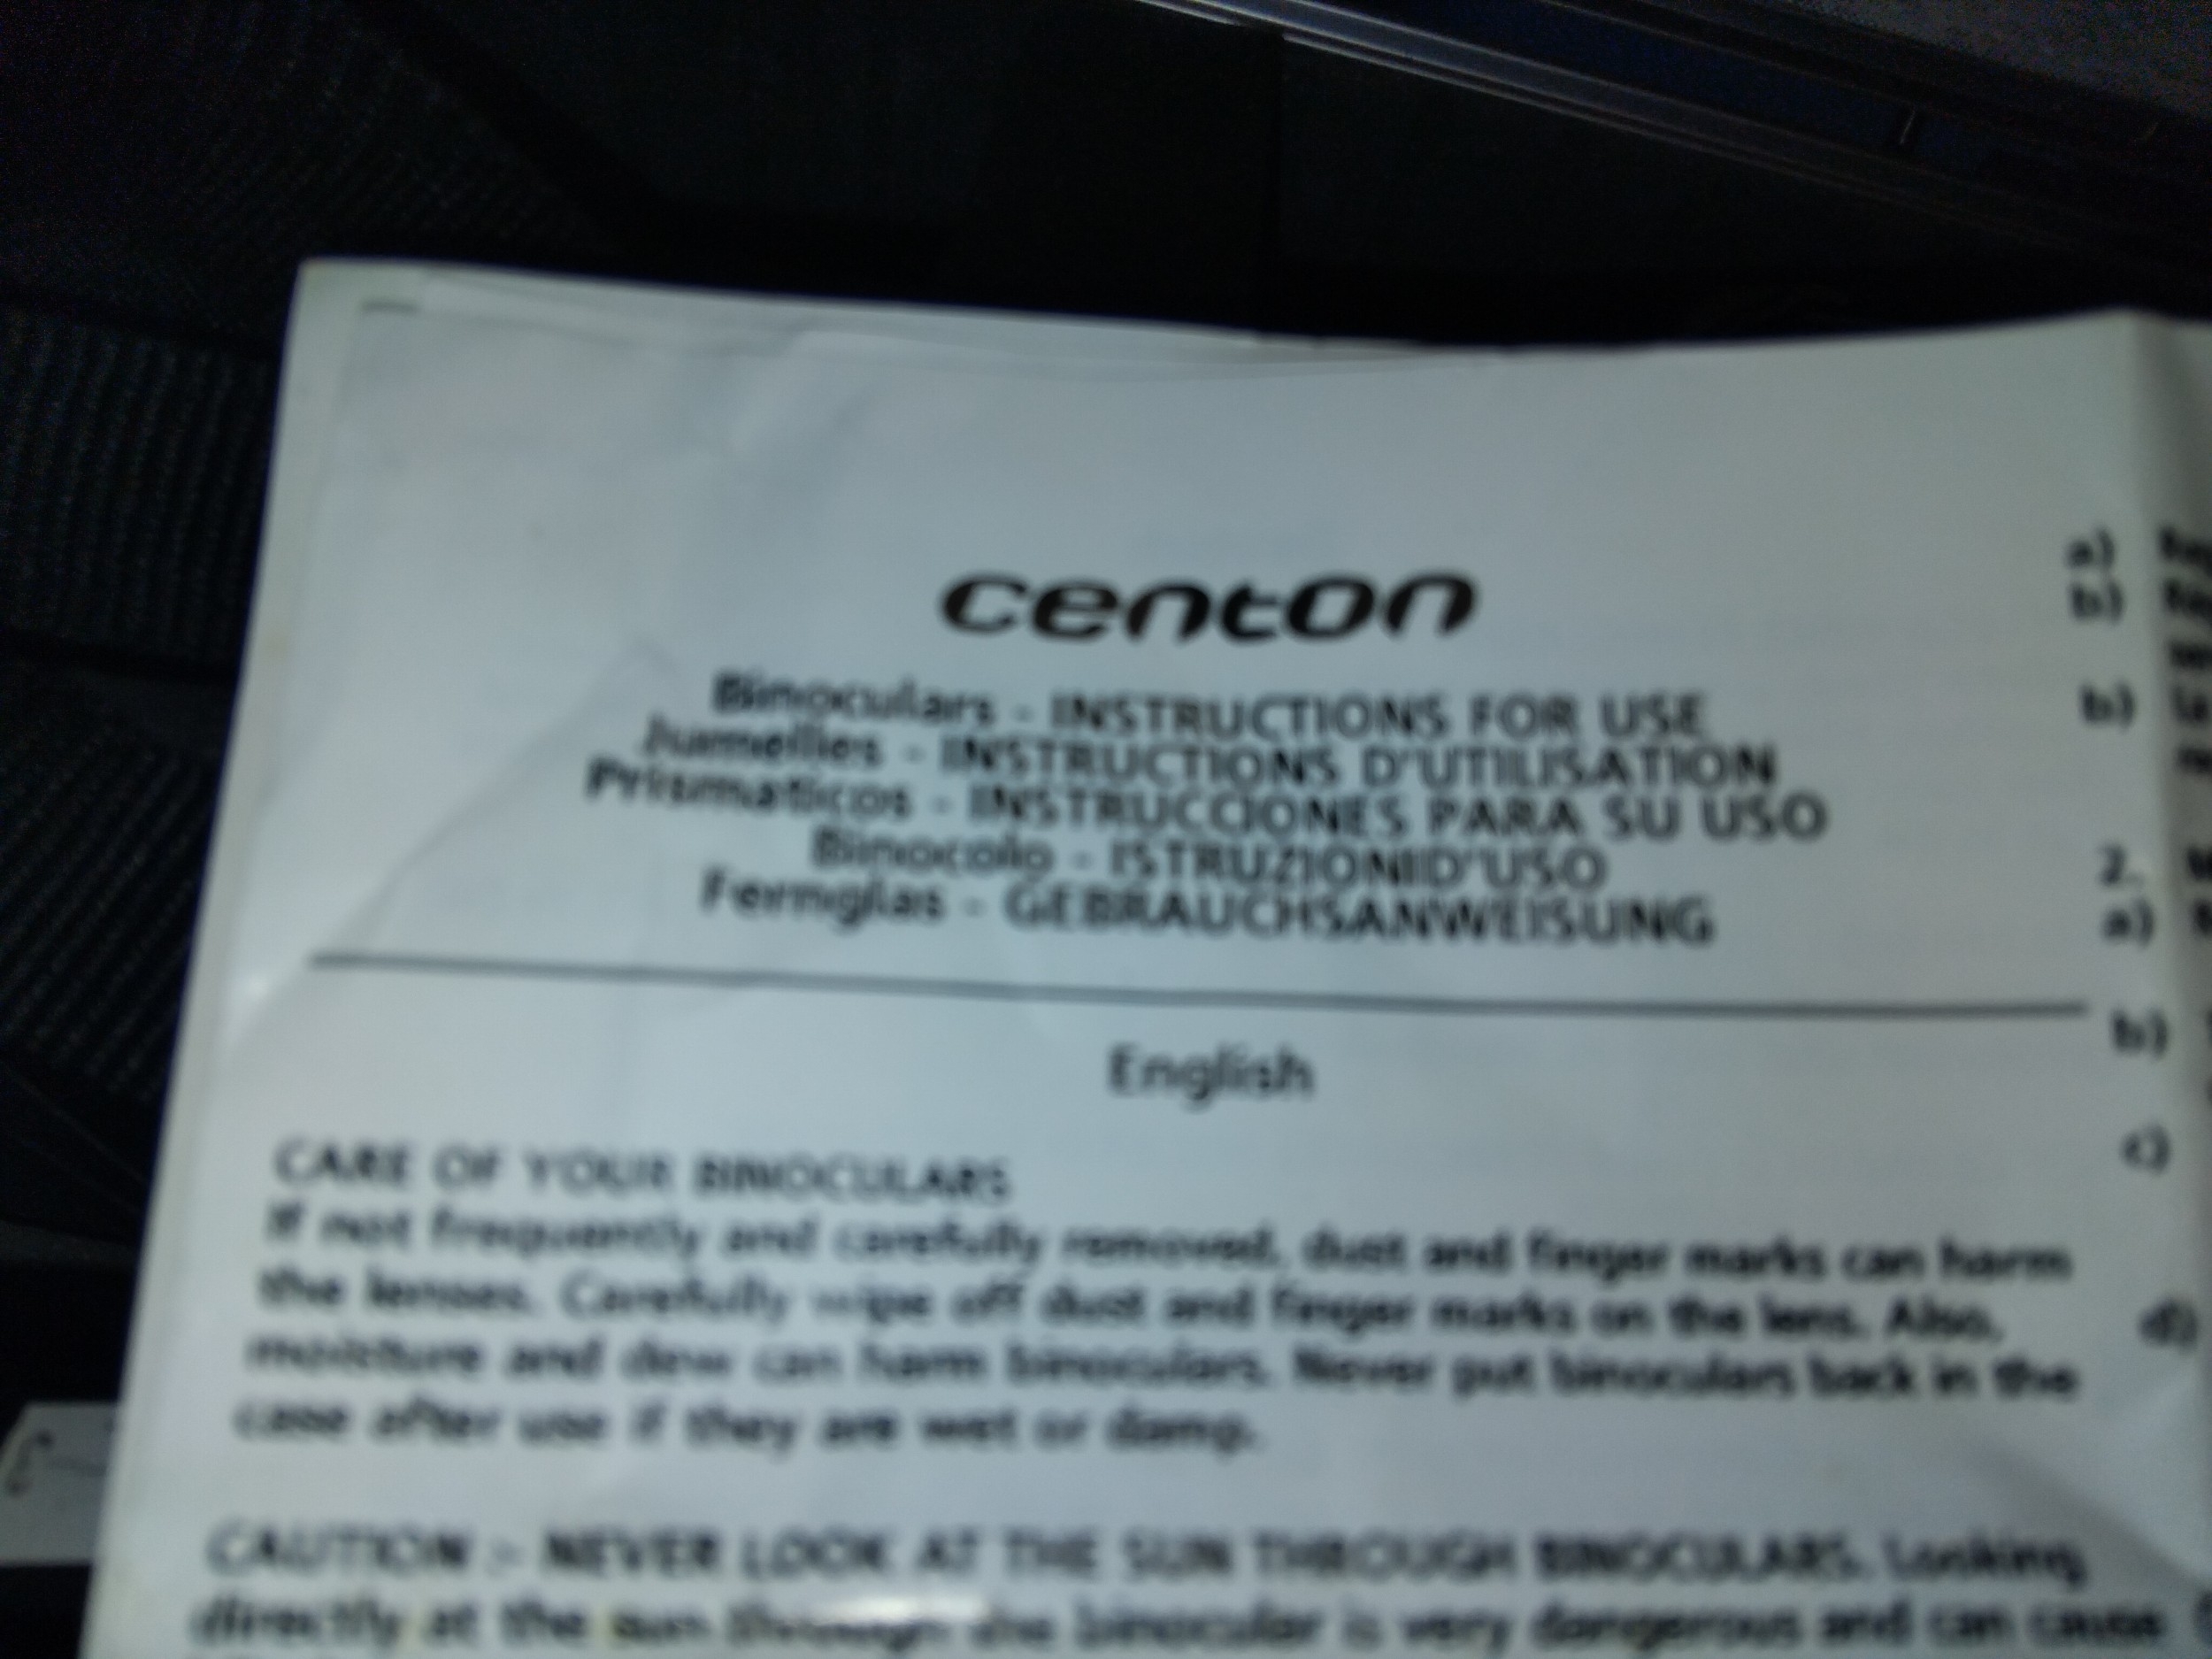 centon
Binoculars - INSTRUCTIONS FOR USE
Jumelles - INSTRUCTIONS D'UTILISATION
Prismaticos - INSTRUCCIONES PARA SU USO
Binocolo - ISTRUZIONI D'USO
Fernglas - GEBRAUCHSANWEISUNG
English
CARE OF YOUR BINOCULARS
If not frequently and carefully removed, dust and finger marks can harm
the lenses. Carefully wipe off dust and finger marks on the lens. Also,
moisture and dew can harm binoculars. Never put binoculars back in the
case after use if they are wet or damp.
CAUTION :- NEVER LOOK AT THE SUN THROUGH BINOCULARS. Looking
directly at the sun through the binocular is very dangerous and can cause
a)
b)
b)
2.
a)
b)
c)
d)